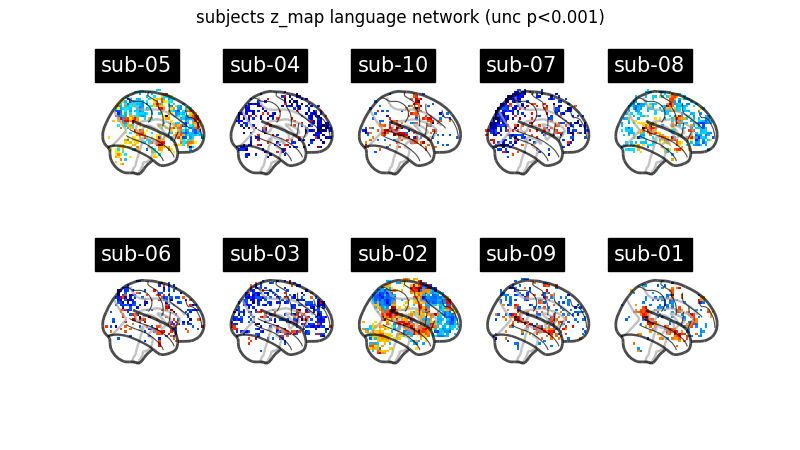 subjects z_map language network (unc p<0.001)
sub-05 sub-04 sub-10 sub-07 sub-08
sub-06 sub-03 sub-02 sub-09 sub-01